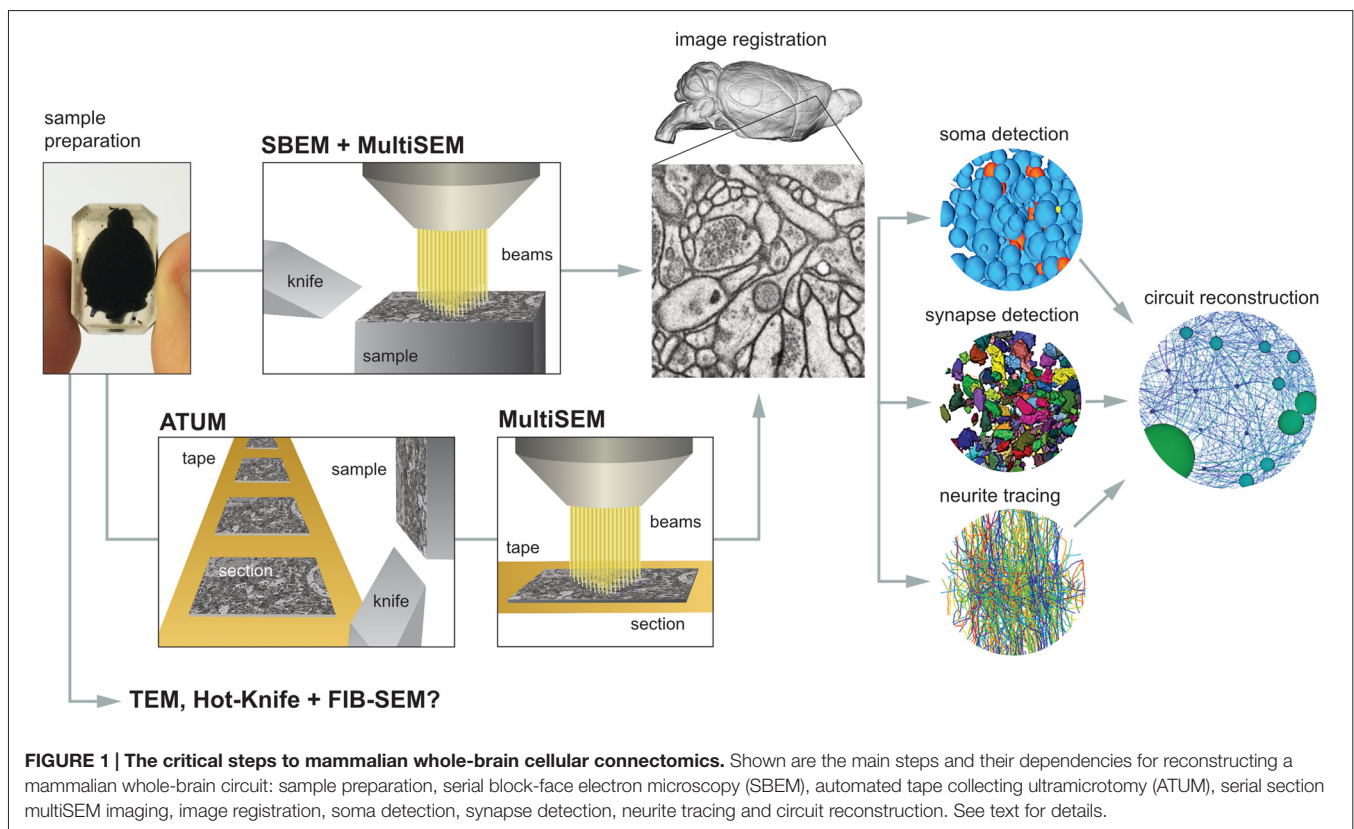 image registration
sample
preparation
SBEM + MultiSEM
beams
knife
sample
soma detection
synapse detection
neurite tracing
circuit reconstruction
ATUM
tape
sample
section
knife
MultiSEM
beams
tape
section
TEM, Hot-Knife + FIB-SEM?
FIGURE 1 | The critical steps to mammalian whole-brain cellular connectomics. Shown are the main steps and their dependencies for reconstructing a
mammalian whole-brain circuit: sample preparation, serial block-face electron microscopy (SBEM), automated tape collecting ultramicrotomy (ATUM), serial section
multiSEM imaging, image registration, soma detection, synapse detection, neurite tracing and circuit reconstruction. See text for details.